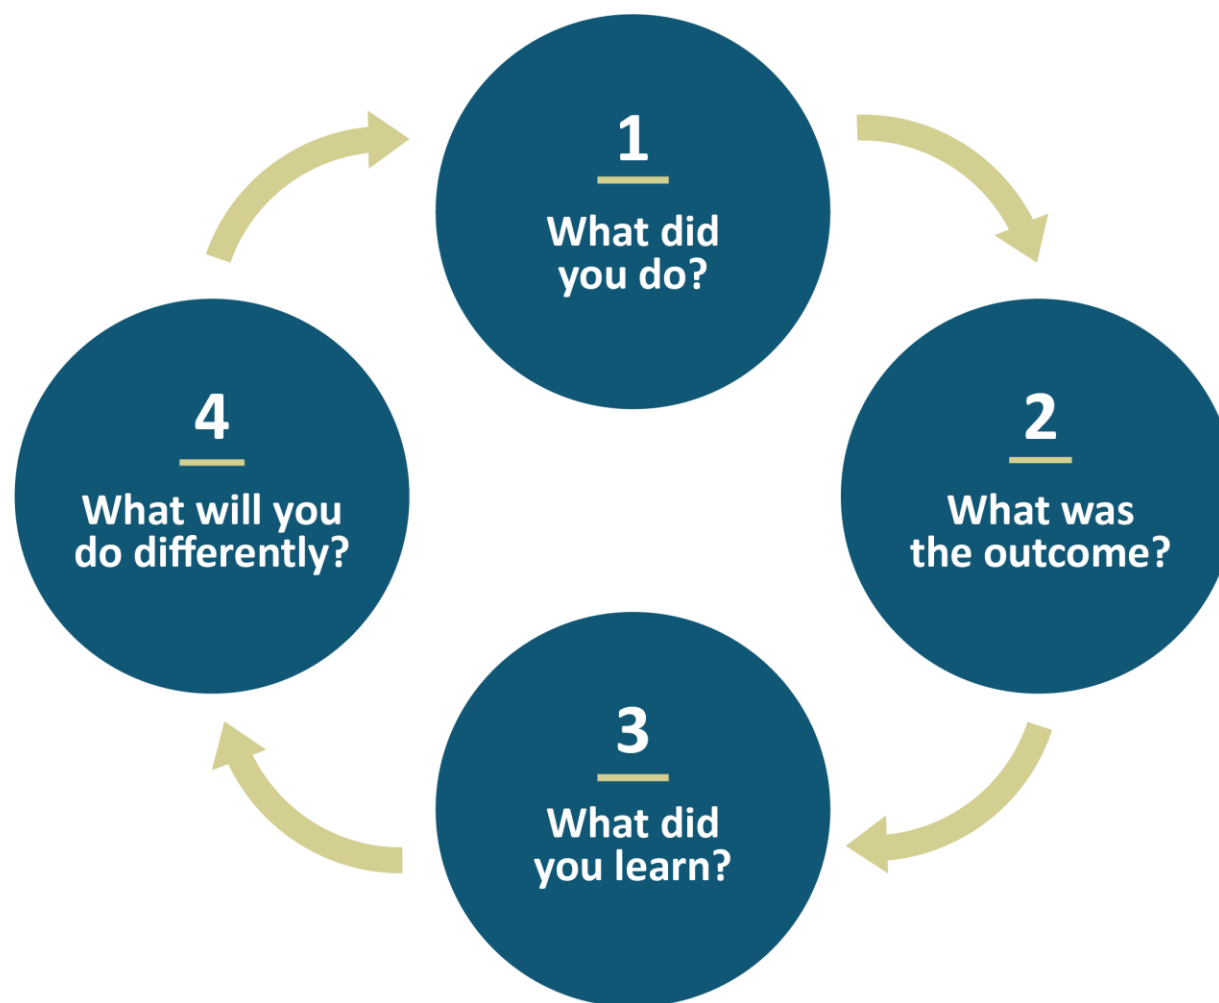 1
What did
you do?
2
What was
the outcome?
3
What did
you learn?
4
What will you
do differently?